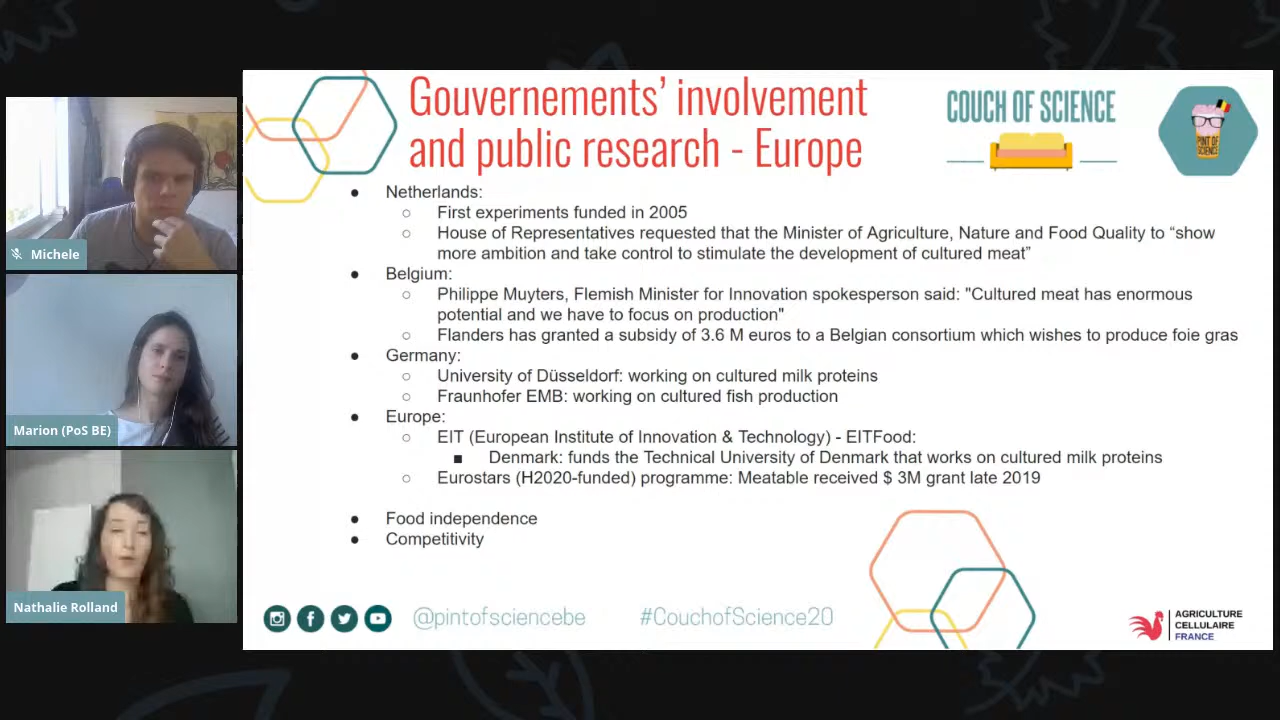 Gouvernements’ involvement
and public research - Europe
COUCH OF SCIENCE
PINT OF
SCIENCE
● Netherlands:
○ First experiments funded in 2005
○ House of Representatives requested that the Minister of Agriculture, Nature and Food Quality to “show
more ambition and take control to stimulate the development of cultured meat”
● Belgium:
○ Philippe Muyters, Flemish Minister for Innovation spokesperson said: "Cultured meat has enormous
potential and we have to focus on production"
○ Flanders has granted a subsidy of 3.6 M euros to a Belgian consortium which wishes to produce foie gras
● Germany:
○ University of Düsseldorf: working on cultured milk proteins
○ Fraunhofer EMB: working on cultured fish production
● Europe:
○ EIT (European Institute of Innovation & Technology) - EITFood:
■ Denmark: funds the Technical University of Denmark that works on cultured milk proteins
○ Eurostars (H2020-funded) programme: Meatable received $ 3M grant late 2019
● Food independence
● Competitivity
@pintofsciencebe #CouchofScience20
AGRICULTURE
CELLULAIRE
FRANCE
Michele
Marion (PoS BE)
Nathalie Rolland